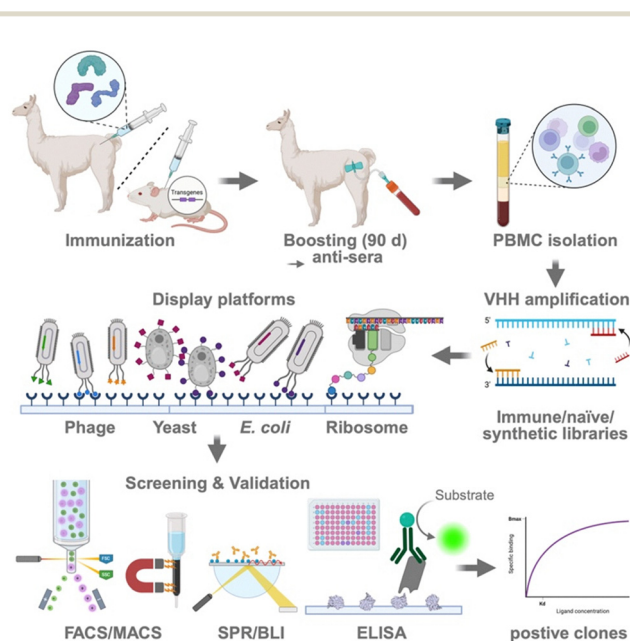 Transgenes
Immunization
Boosting (90 d)
anti-sera
PBMC isolation
Display platforms
VHH amplification
5'
3'
Phage
Yeast
E. coli
Ribosome
Immune/naïve/
synthetic libraries
Screening & Validation
Substrate
FSC
SSC
Bmax
Specific binding
Kd
Ligand concentration
FACS/MACS
SPR/BLI
ELISA
postive clones